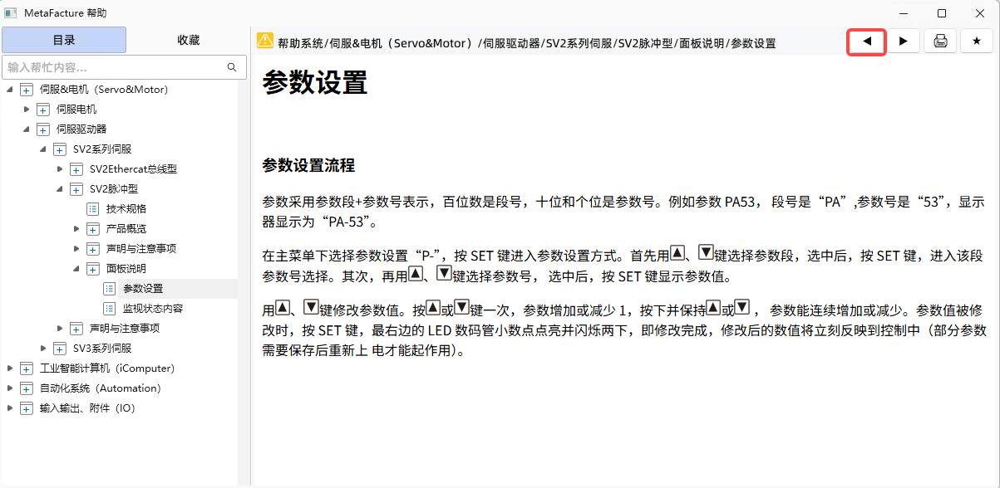 MetaFacture 帮助
目录
收藏
输入帮忙内容...
伺服&电机（Servo&Motor）
伺服电机
伺服驱动器
SV2系列伺服
SV2Ethercat总线型
SV2脉冲型
技术规格
产品概览
声明与注意事项
面板说明
参数设置
监视状态内容
声明与注意事项
SV3系列伺服
工业智能计算机（iComputer）
自动化系统（Automation）
输入输出、附件（IO）
帮助系统/伺服&电机（Servo&Motor）/伺服驱动器/SV2系列伺服/SV2脉冲型/面板说明/参数设置
参数设置
参数设置流程
参数采用参数段+参数号表示，百位数是段号，十位和个位是参数号。例如参数 PA53， 段号是“PA”,参数号是“53”，显示
器显示为“PA-53”。
在主菜单下选择参数设置“P-”，按 SET 键进入参数设置方式。首先用▲、▼键选择参数段，选中后，按 SET 键，进入该段
参数号选择。其次，再用▲、▼键选择参数号， 选中后，按 SET 键显示参数值。
用▲、▼键修改参数值。按▲或▼键一次，参数增加或减少 1，按下并保持▲或▼， 参数能连续增加或减少。参数值被修
改时，按 SET 键，最右边的 LED 数码管小数点点亮并闪烁两下，即修改完成，修改后的数值将立刻反映到控制中（部分参数
需要保存后重新上 电才能起作用）。